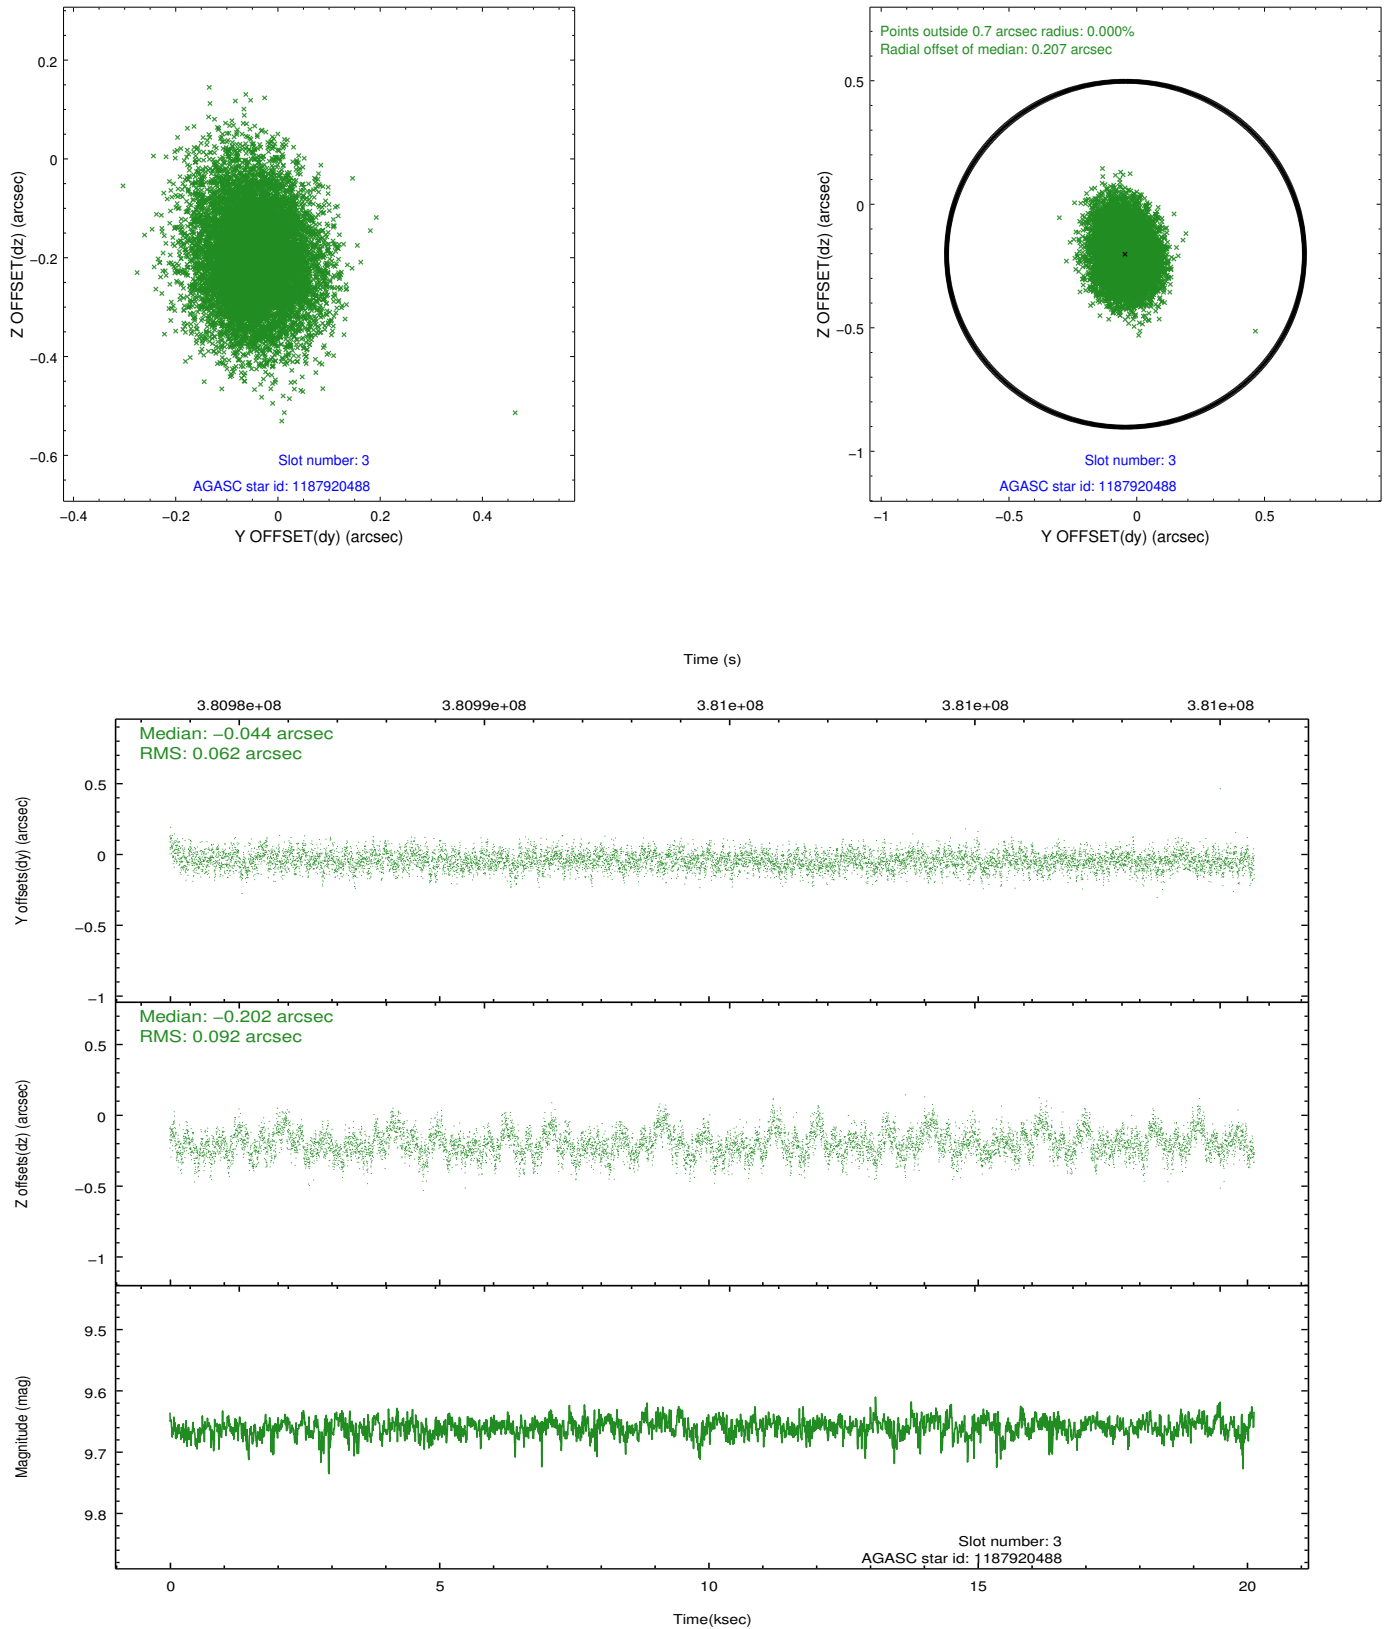 0.2
0
−0.2
−0.4
−0.6
Z OFFSET(dz) (arcsec)
Slot number: 3
AGASC star id: 1187920488
−0.4
−0.2
0
0.2
0.4
Y OFFSET(dy) (arcsec)
Points outside 0.7 arcsec radius: 0.000%
Radial offset of median: 0.207 arcsec
0.5
0
−0.5
−1
Z OFFSET(dz) (arcsec)
Slot number: 3
AGASC star id: 1187920488
−1
−0.5
0
0.5
Y OFFSET(dy) (arcsec)
Time (s)
3.8098e+08
3.8099e+08
3.81e+08
3.81e+08
3.81e+08
Median: −0.044 arcsec
RMS: 0.062 arcsec
0.5
0
−0.5
−1
Y offsets(dy) (arcsec)
Median: −0.202 arcsec
RMS: 0.092 arcsec
0.5
0
−0.5
−1
Z offsets(dz) (arcsec)
9.5
9.6
9.7
9.8
Magnitude (mag)
Slot number: 3
AGASC star id: 1187920488
0
5
10
15
20
Time(ksec)